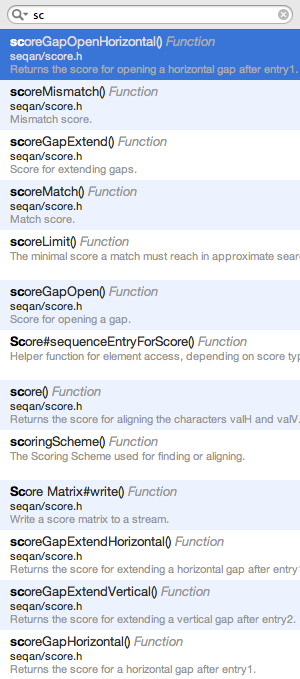 sc
scoreGapOpenHorizontal() Function
seqan/score.h
Returns the score for opening a horizontal gap after entry1.
scoreMismatch() Function
seqan/score.h
Mismatch score.
scoreGapExtend() Function
seqan/score.h
Score for extending gaps.
scoreMatch() Function
seqan/score.h
Match score.
scoreLimit() Function
The minimal score a match must reach in approximate sear
scoreGapOpen() Function
seqan/score.h
Score for opening a gap.
Score#sequenceEntryForScore() Function
Helper function for element access, depending on score typ
score() Function
seqan/score.h
Returns the score for aligning the characters valH and valV.
scoringScheme() Function
The Scoring Scheme used for finding or aligning.
Score Matrix#write() Function
seqan/score.h
Write a score matrix to a stream.
scoreGapExtendHorizontal() Function
seqan/score.h
Returns the score for extending a horizontal gap after entry1
scoreGapExtendVertical() Function
seqan/score.h
Returns the score for extending a vertical gap after entry2.
scoreGapHorizontal() Function
seqan/score.h
Returns the score for a horizontal gap after entry1.